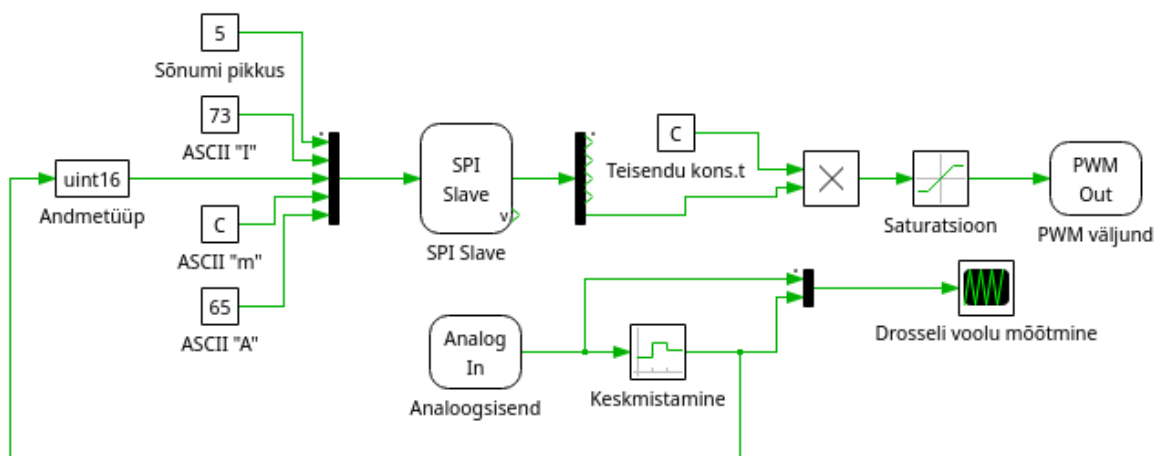 5
Sõnumi pikkus
73
ASCII "I"
uint16
Andmetüüp
C
ASCII "m"
65
ASCII "A"
SPI
Slave
v
SPI Slave
C
Teisendu kons.t
Saturatsioon
PWM
Out
PWM väljund
Analog
In
Analoogsisend
Keskmistamine
Drosseli voolu mõõtmine